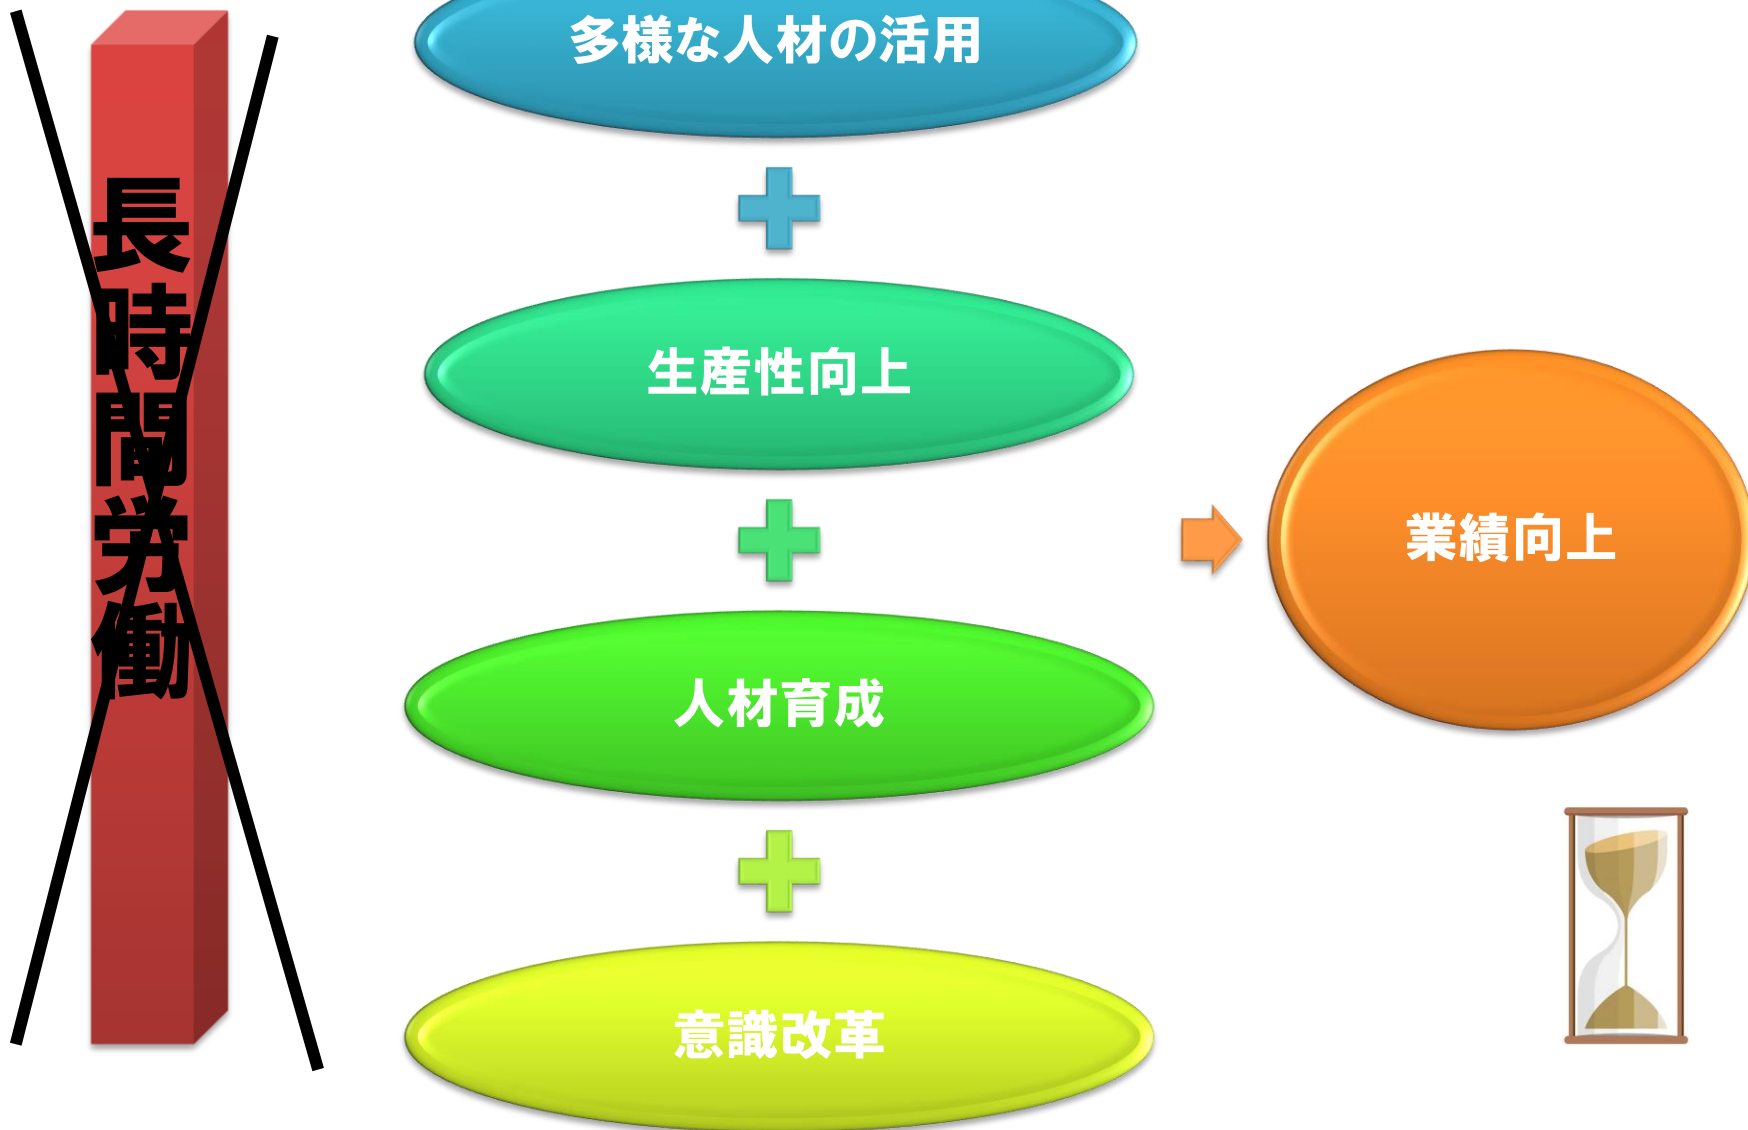 長時間労働
多様な人材の活用
生産性向上
人材育成
意識改革
業績向上